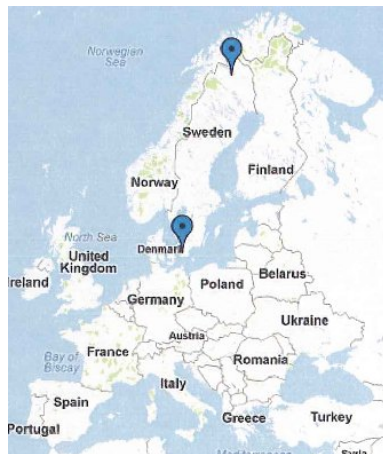 Norwegian
Sea
Sweden
Finland
Norway
North Sea
Denmark
United
Kingdom
Ireland
Belarus
Poland
Germany
Ukraine
Austria
France
Romania
Bay of
Biscay
Italy
Spain
Portugal
Greece
Turkey